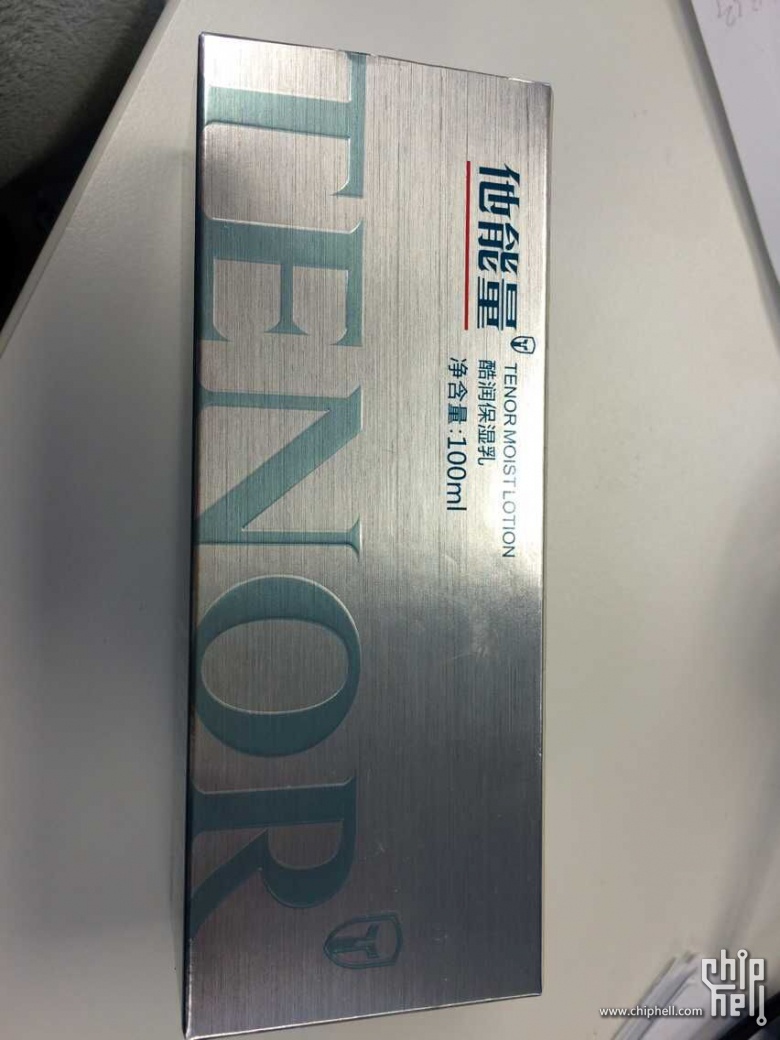 他能量
TENOR MOIST LOTION
酷润保湿乳
净含量:100ml
TENOR
www.chiphell.com
chip
hell